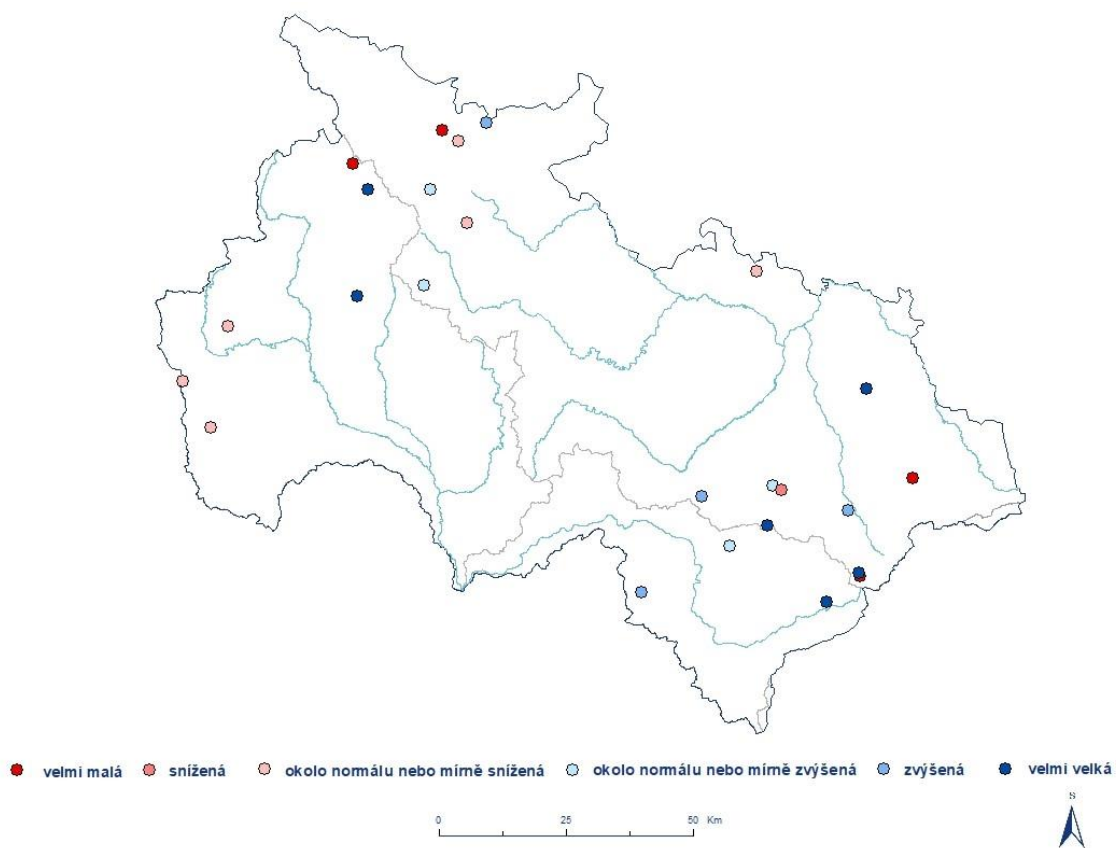 velmi malá snížená okolo normálu nebo mírně snížená okolo normálu nebo mírně zvýšená zvýšená velmi velká
0 25 50 Km
S